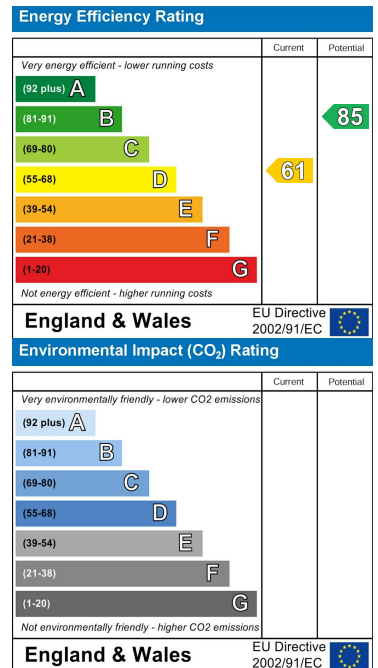 Energy Efficiency Rating
Current Potential
Very energy efficient - lower running costs
(92 plus) A
(81-91) B
85
(69-80) C
(55-68) D
61
(39-54) E
(21-38) F
(1-20) G
Not energy efficient - higher running costs
England & Wales
EU Directive
2002/91/EC
Environmental Impact (CO₂) Rating
Current Potential
Very environmentally friendly - lower CO2 emissions
(92 plus) A
(81-91) B
(69-80) C
(55-68) D
(39-54) E
(21-38) F
(1-20) G
Not environmentally friendly - higher CO2 emissions
England & Wales
EU Directive
2002/91/EC